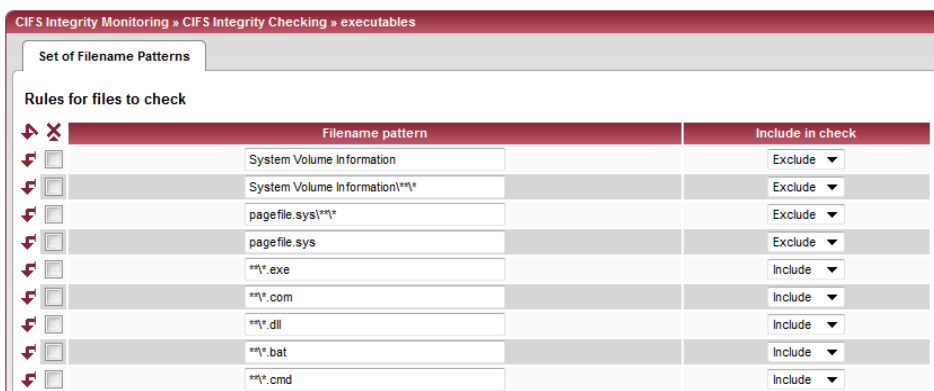 CIFS Integrity Monitoring » CIFS Integrity Checking » executables
Set of Filename Patterns
Rules for files to check
Filename pattern Include in check
System Volume Information Exclude
System Volume Information\**\* Exclude
pagefile.sys\**\* Exclude
pagefile.sys Exclude
**\*.exe Include
**\*.com Include
**\*.dll Include
**\*.bat Include
**\*.cmd Include